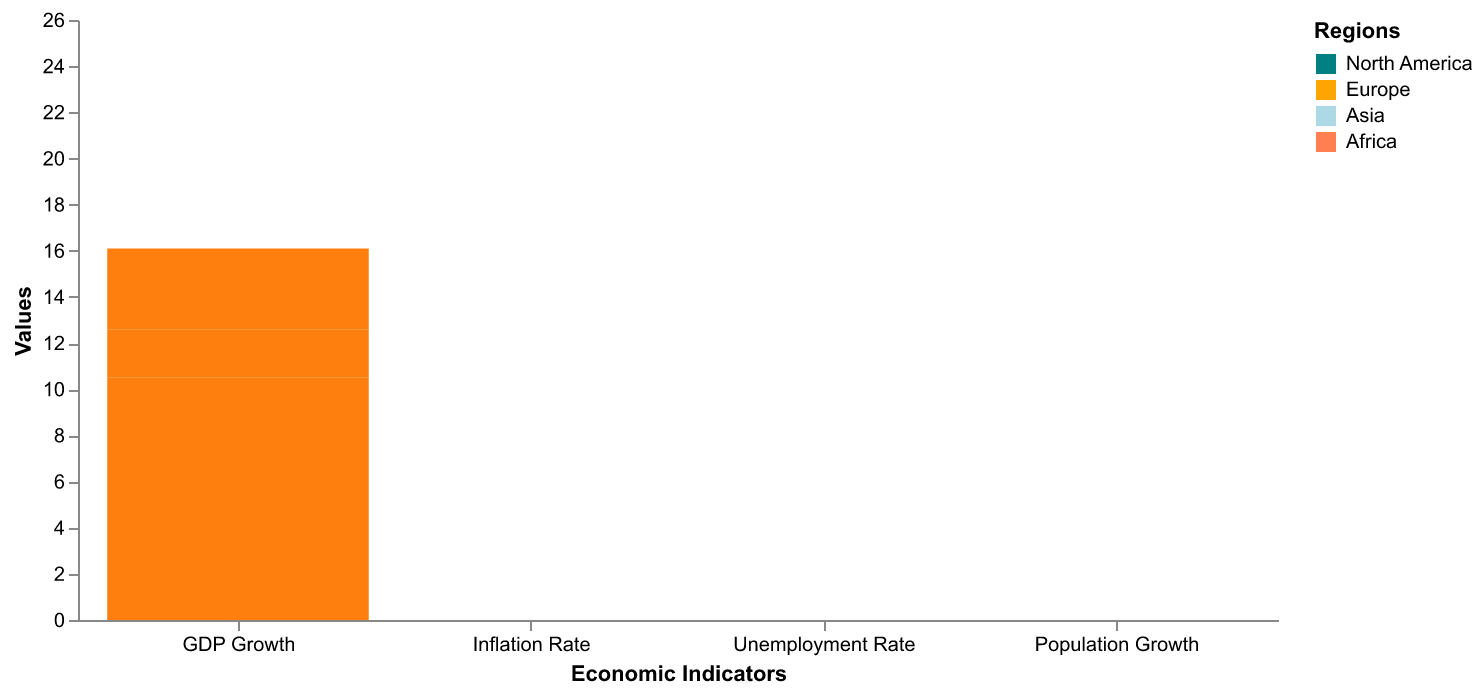 26
24
22
20
18
16
14
12
10
8
6
4
2
0
Values
GDP Growth
Inflation Rate
Unemployment Rate
Population Growth
Economic Indicators
Regions
North America
Europe
Asia
Africa